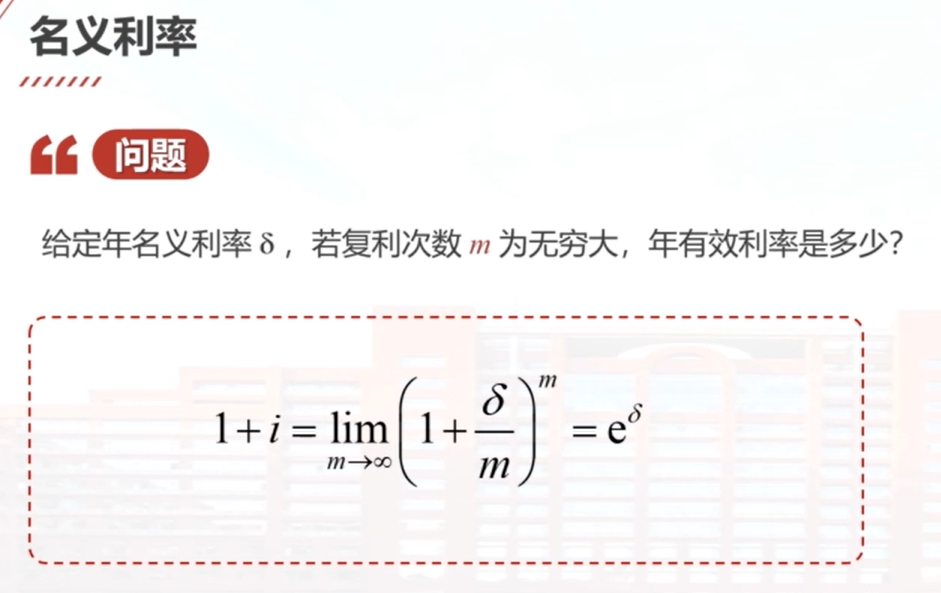 名义利率
问题
给定年名义利率 δ ，若复利次数 m 为无穷大，年有效利率是多少?
$1+i=\lim_{m\to\infty}\left(1+\frac{\delta}{m}\right)^{m}=\mathrm{e}^{\delta}$